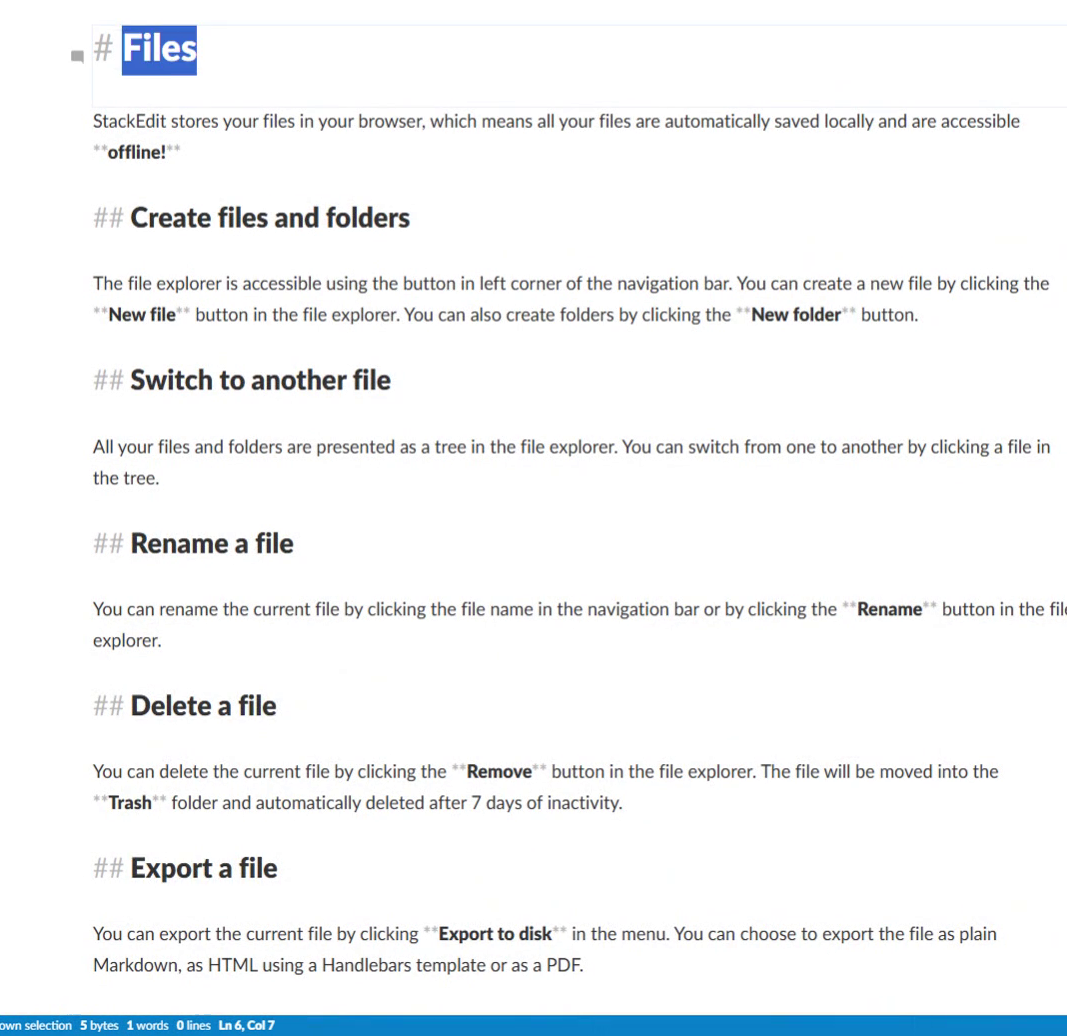 # Files
StackEdit stores your files in your browser, which means all your files are automatically saved locally and are accessible
**offline!**
## Create files and folders
The file explorer is accessible using the button in left corner of the navigation bar. You can create a new file by clicking the
**New file** button in the file explorer. You can also create folders by clicking the **New folder** button.
## Switch to another file
All your files and folders are presented as a tree in the file explorer. You can switch from one to another by clicking a file in
the tree.
## Rename a file
You can rename the current file by clicking the file name in the navigation bar or by clicking the **Rename** button in the file
explorer.
## Delete a file
You can delete the current file by clicking the **Remove** button in the file explorer. The file will be moved into the
**Trash** folder and automatically deleted after 7 days of inactivity.
## Export a file
You can export the current file by clicking **Export to disk** in the menu. You can choose to export the file as plain
Markdown, as HTML using a Handlebars template or as a PDF.
own selection 5 bytes 1 words 0 lines Ln 6, Col 7